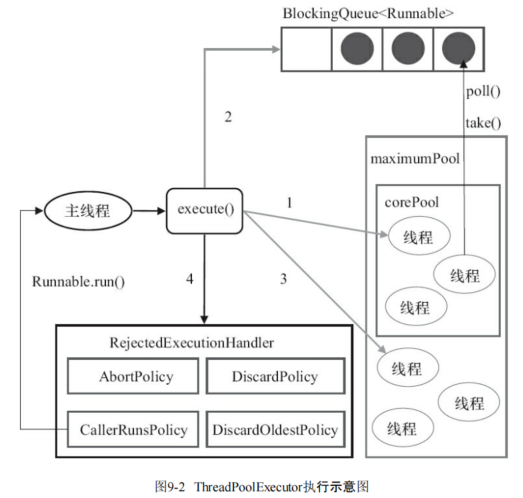 BlockingQueue<Runnable>
poll()
take()
2
maximumPool
corePool
主线程
execute()
1
线程
线程
线程
Runnable.run()
4
3
RejectedExecutionHandler
AbortPolicy
DiscardPolicy
CallerRunsPolicy
DiscardOldestPolicy
线程
线程
线程
图9-2 ThreadPoolExecutor执行示意图